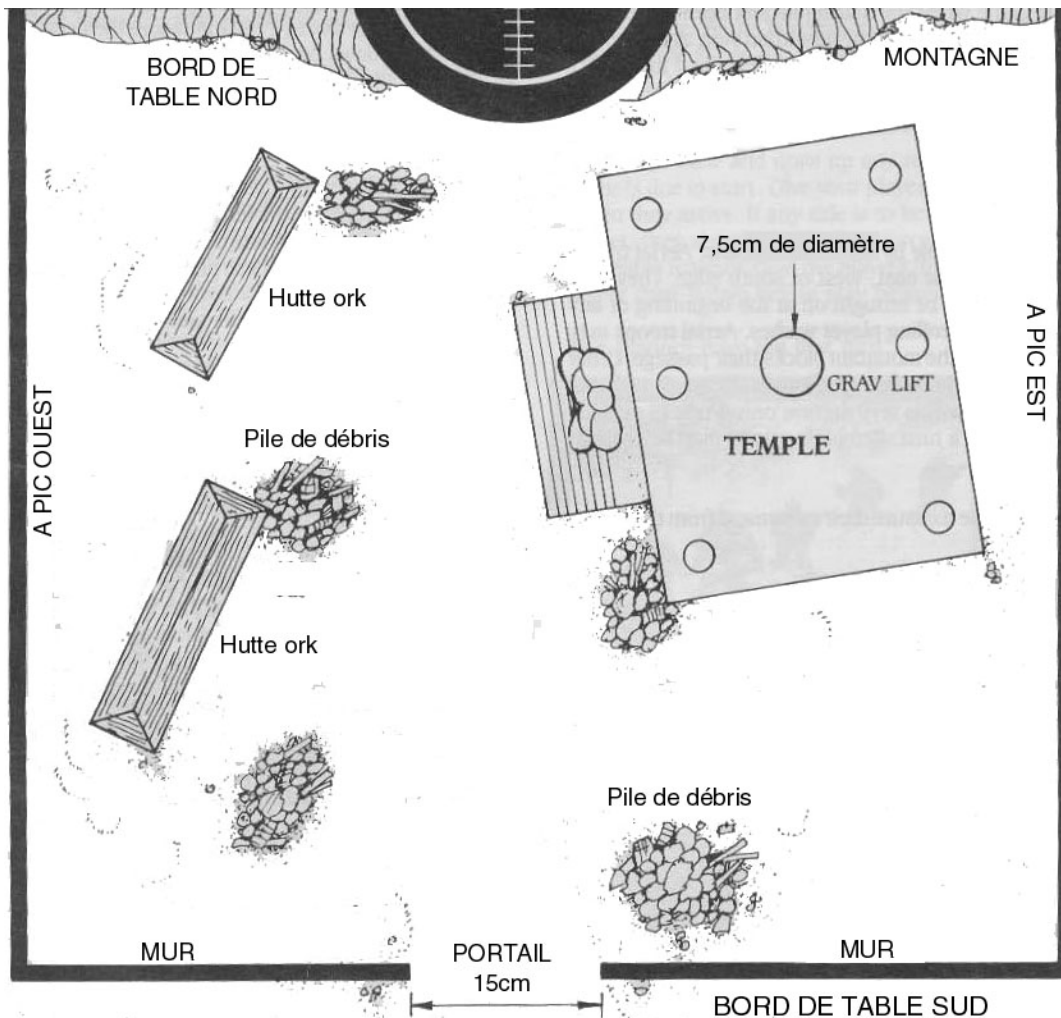 BORD DE
TABLE NORD
MONTAGNE
7,5cm de diamètre
Hutte ork
A PIC EST
GRAV LIFT
Pile de débris
TEMPLE
A PIC OUEST
Hutte ork
Pile de débris
MUR
PORTAIL
MUR
15cm
BORD DE TABLE SUD